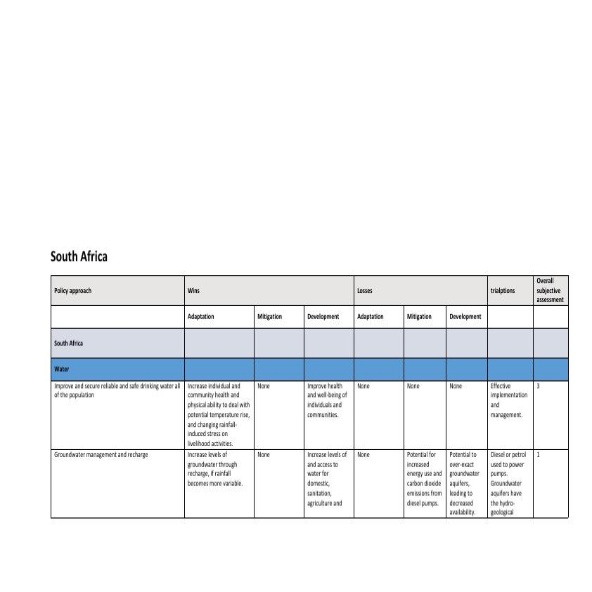 South Africa
Policy approach Wins Losses trialptions Overall subjective assessment
Adaptation Mitigation Development Adaptation Mitigation Development
South Africa
Water
Improve and secure reliable and safe drinking water all Increase individual and None Improve health None None None Effective 3
of the population community health and and well-being of implementation
physical ability to deal with individuals and and
potential temperature rise, communities. management.
and changing rainfall-
induced stress on
livelihood activities.
Groundwater management and recharge Increase levels of None Increase levels of None Potential for Potential to Diesel or petrol 1
groundwater through and access to increased over-exact used to power
recharge, if rainfall water for energy use and groundwater pumps.
becomes more variable. domestic, carbon dioxide aquifers, Groundwater
sanitation, emissions from leading to aquifers have
agriculture and diesel pumps. decreased the hydro-
availability. geological